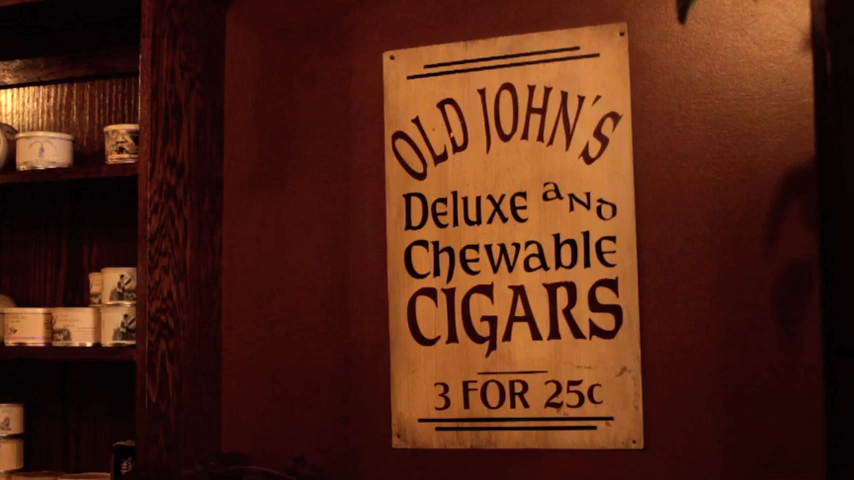 OLD JOHN'S
Deluxe and
Chewable
CIGARS
3 FOR 25c